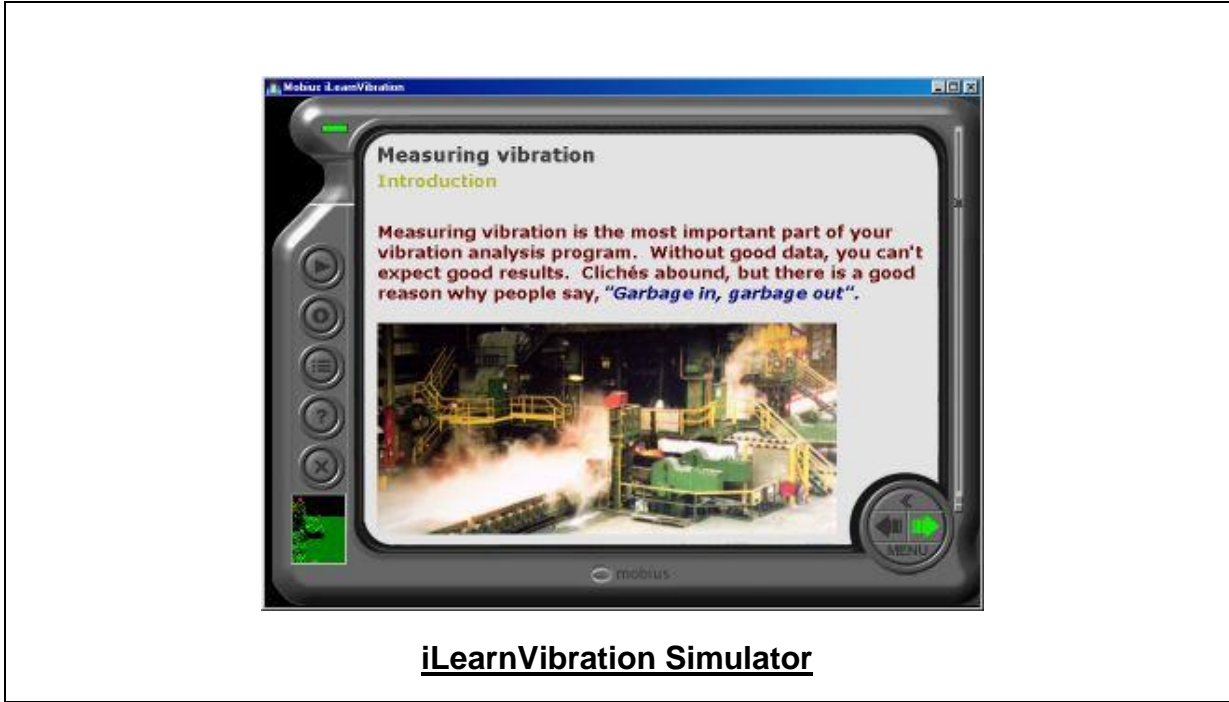 Mobius iLearnVibration
Measuring vibration
Introduction
Measuring vibration is the most important part of your
vibration analysis program.  Without good data, you can't
expect good results.  Clichés abound, but there is a good
reason why people say, "Garbage in, garbage out".
MENU
mobius
iLearnVibration Simulator